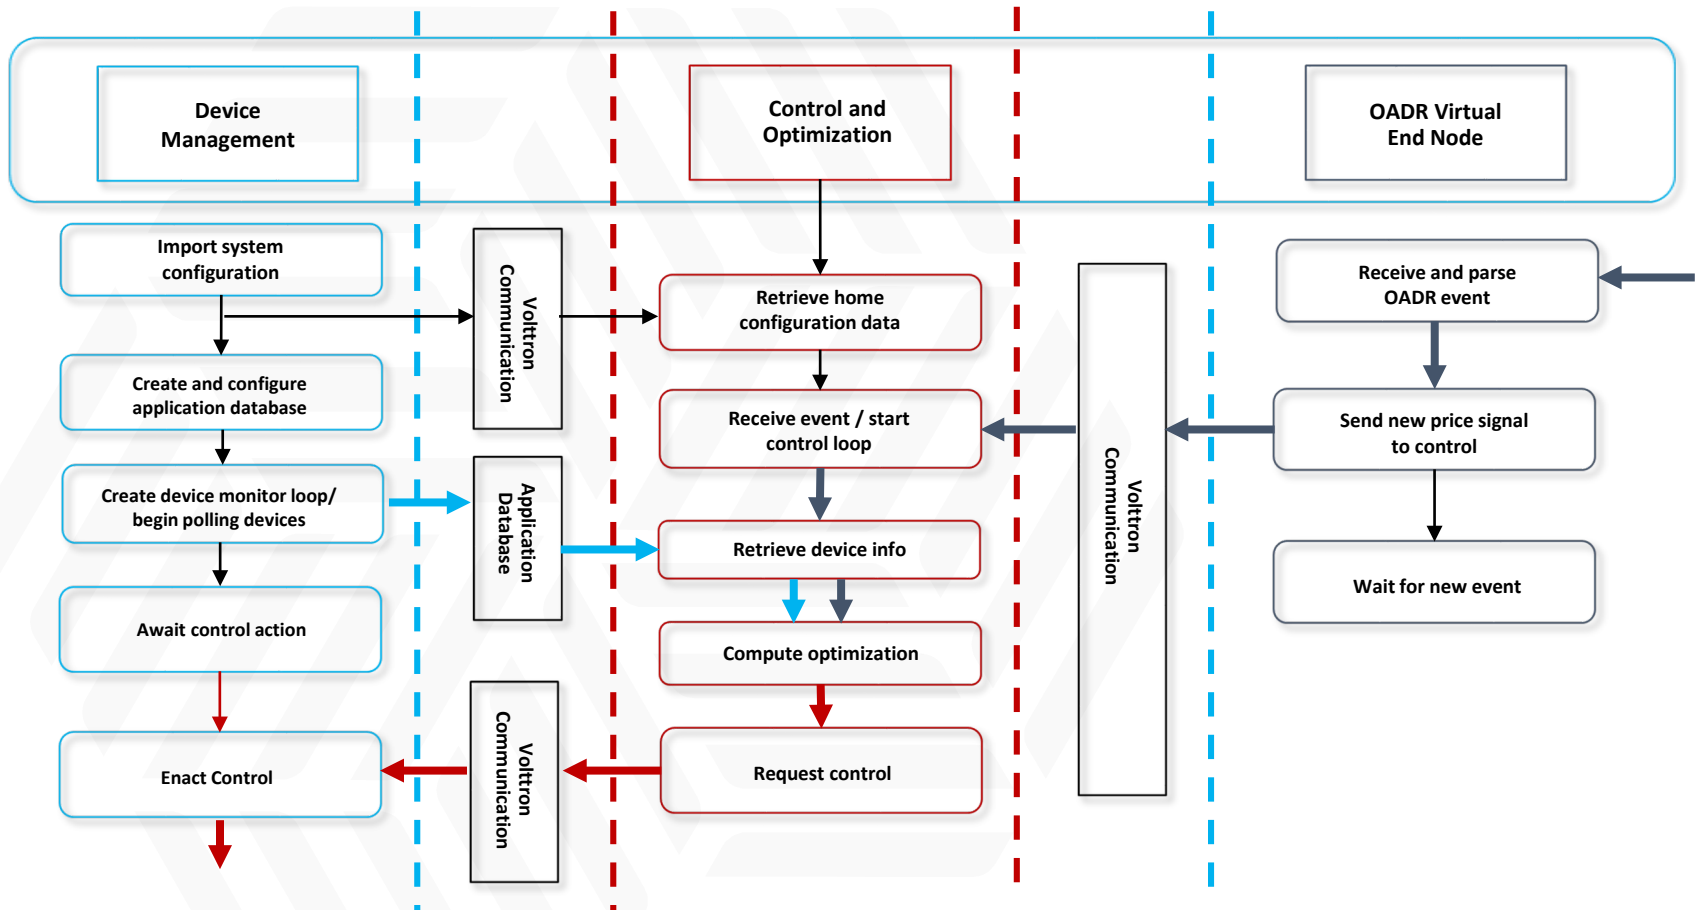 Device
Management
Control and
Optimization
OADR Virtual
End Node
Import system
configuration
Create and configure
application database
Create device monitor loop/
begin polling devices
Await control action
Enact Control
Volttron
Communication
Application
Database
Volttron
Communication
Retrieve home
configuration data
Receive event / start
control loop
Retrieve device info
Compute optimization
Request control
Volttron
Communication
Receive and parse
OADR event
Send new price signal
to control
Wait for new event